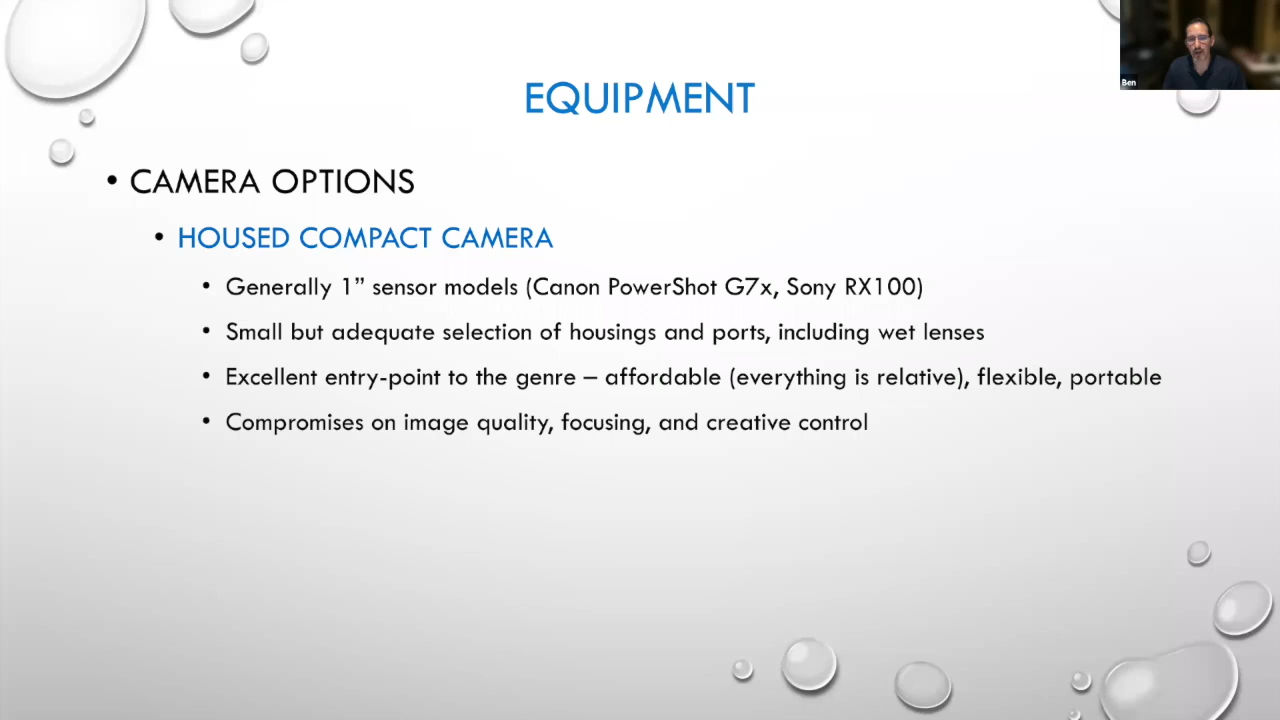 Ben
EQUIPMENT
• CAMERA OPTIONS
• HOUSED COMPACT CAMERA
• Generally 1” sensor models (Canon PowerShot G7x, Sony RX100)
• Small but adequate selection of housings and ports, including wet lenses
• Excellent entry-point to the genre – affordable (everything is relative), flexible, portable
• Compromises on image quality, focusing, and creative control